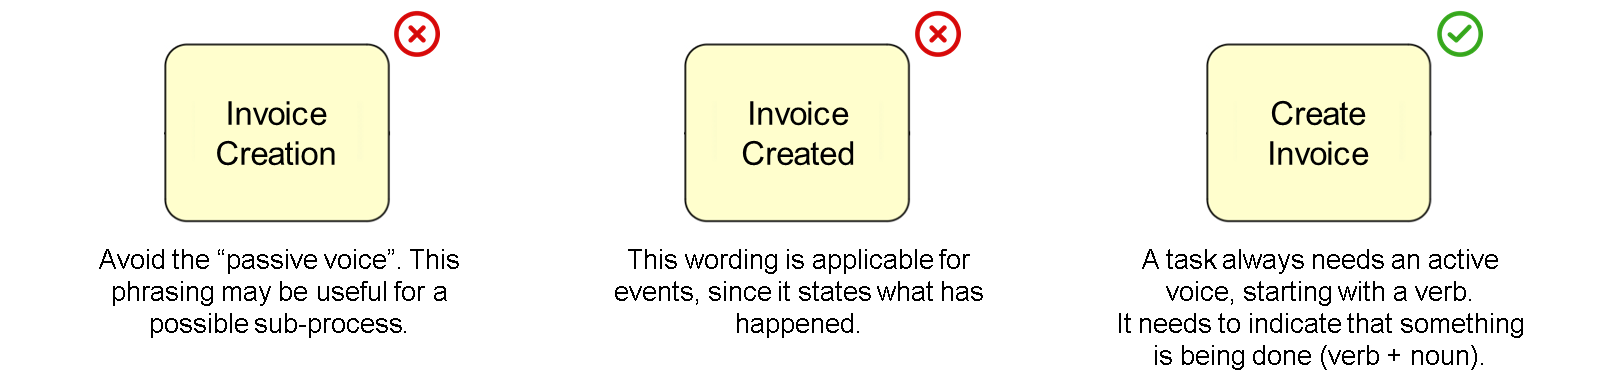 Invoice
Creation
Avoid the “passive voice”. This
phrasing may be useful for a
possible sub-process.
Invoice
Created
This wording is applicable for
events, since it states what has
happened.
Create
Invoice
A task always needs an active
voice, starting with a verb.
It needs to indicate that something
is being done (verb + noun).